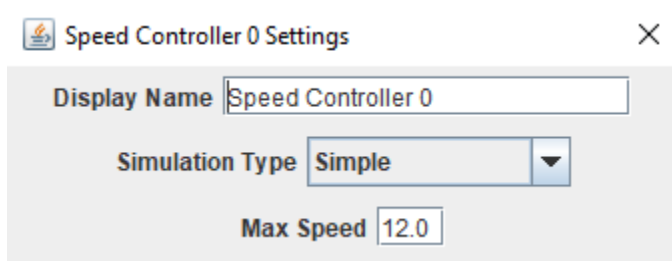 Speed Controller 0 Settings
Display Name Speed Controller 0
Simulation Type Simple
Max Speed 12.0